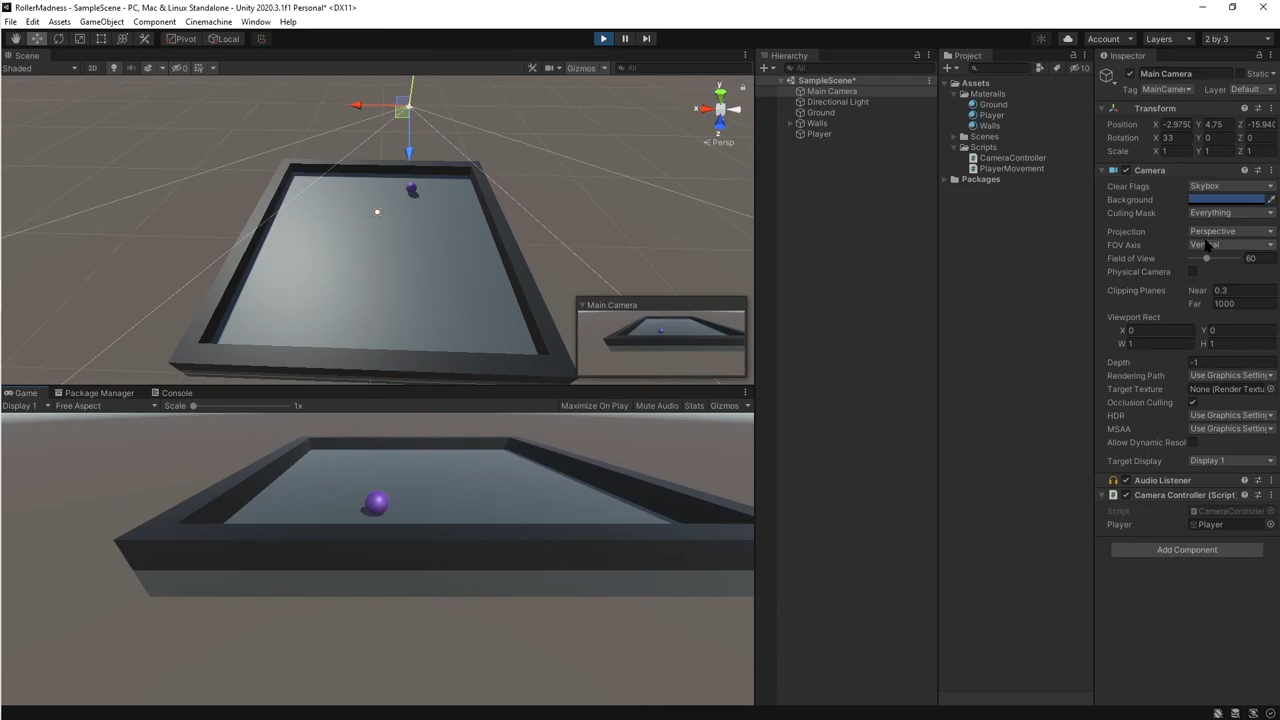 RollerMadness - SampleScene - PC, Mac & Linux Standalone - Unity 2020.3.1f1 Personal* <DX11>
File Edit Assets GameObject Component Cinemachine Window Help
Pivot Local Account Layers 2 by 3
Scene
Shaded 2D 0 Gizmos All
y
x
z
Persp
Main Camera
Game Package Manager Console
Display 1 Free Aspect Scale 1x Maximize On Play Mute Audio Stats Gizmos
Hierarchy
All
SampleScene*
Main Camera
Directional Light
Ground
Walls
Player
Project
10
Assets
Materails
Ground
Player
Walls
Scenes
Scripts
CameraController
PlayerMovement
Packages
Inspector
Main Camera Static
Tag MainCamer Layer Default
Transform
Position X -2.9750 Y 4.75 Z -15.940
Rotation X 33 Y 0 Z 0
Scale X 1 Y 1 Z 1
Camera
Clear Flags Skybox
Background
Culling Mask Everything
Projection Perspective
FOV Axis Vertical
Field of View 60
Physical Camera
Clipping Planes Near 0.3
Far 1000
Viewport Rect
X 0 Y 0
W 1 H 1
Depth -1
Rendering Path Use Graphics Setting
Target Texture None (Render Textu
Occlusion Culling
HDR Use Graphics Setting
MSAA Use Graphics Setting
Allow Dynamic Resol
Target Display Display 1
Audio Listener
Camera Controller (Script)
Script CameraController
Player Player
Add Component